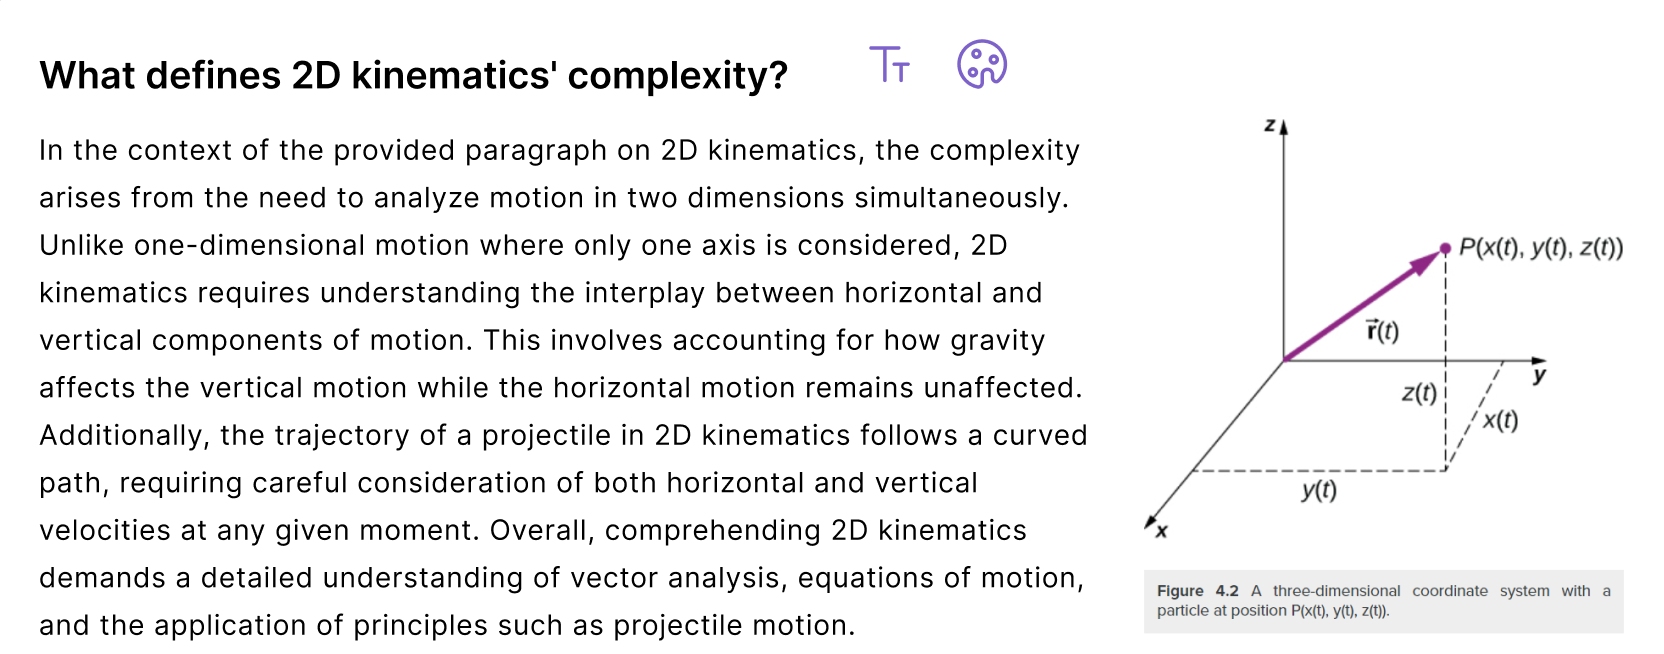 What defines 2D kinematics' complexity?
TT
In the context of the provided paragraph on 2D kinematics, the complexity
arises from the need to analyze motion in two dimensions simultaneously.
Unlike one-dimensional motion where only one axis is considered, 2D
kinematics requires understanding the interplay between horizontal and
vertical components of motion. This involves accounting for how gravity
affects the vertical motion while the horizontal motion remains unaffected.
Additionally, the trajectory of a projectile in 2D kinematics follows a curved
path, requiring careful consideration of both horizontal and vertical
velocities at any given moment. Overall, comprehending 2D kinematics
demands a detailed understanding of vector analysis, equations of motion,
and the application of principles such as projectile motion.
z
P(x(t), y(t), z(t))
r⃗(t)
y
z(t)
x(t)
y(t)
x
Figure 4.2 A three-dimensional coordinate system with a
particle at position P(x(t), y(t), z(t)).